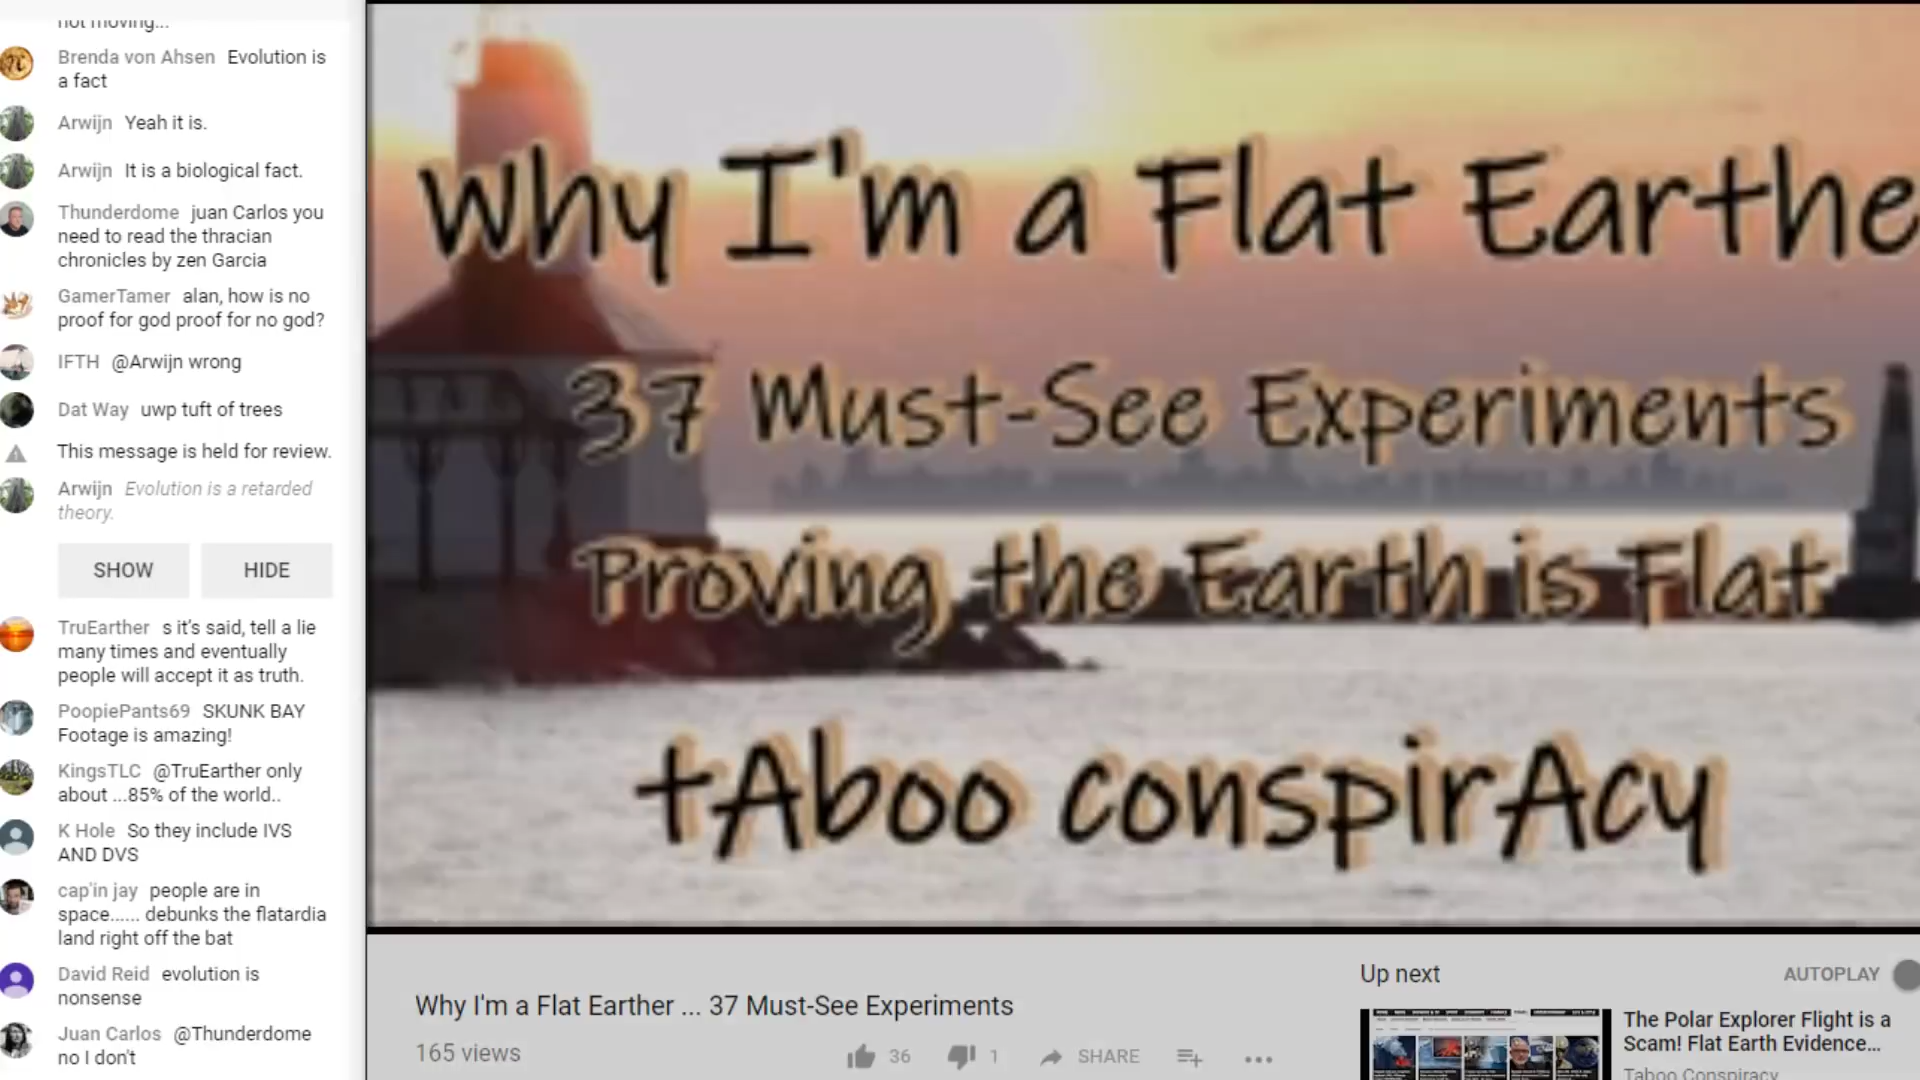 not moving...
Brenda von Ahsen Evolution is
a fact
Arwijn Yeah it is.
Arwijn It is a biological fact.
Thunderdome juan Carlos you
need to read the thracian
chronicles by zen Garcia
GamerTamer alan, how is no
proof for god proof for no god?
IFTH @Arwijn wrong
Dat Way uwp tuft of trees
This message is held for review.
Arwijn Evolution is a retarded
theory.
SHOW HIDE
TruEarther s it's said, tell a lie
many times and eventually
people will accept it as truth.
PoopiePants69 SKUNK BAY
Footage is amazing!
KingsTLC @TruEarther only
about ...85% of the world..
K Hole So they include IVS
AND DVS
cap'in jay people are in
space...... debunks the flatardia
land right off the bat
David Reid evolution is
nonsense
Juan Carlos @Thunderdome
no I don't
Why I'm a Flat Earthe
37 Must-See Experiments
Proving the Earth is Flat
tAboo conspirAcy
Why I'm a Flat Earther ... 37 Must-See Experiments
165 views
36 1 SHARE
Up next AUTOPLAY
The Polar Explorer Flight is a
Scam! Flat Earth Evidence...
Taboo Conspiracy